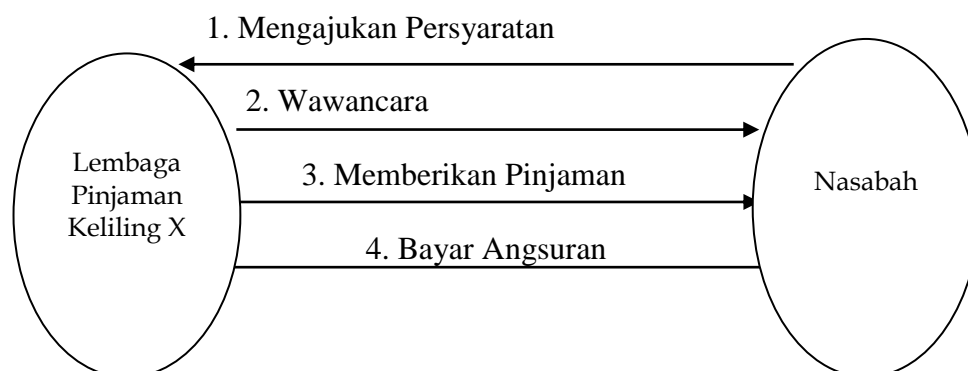 1. Mengajukan Persyaratan
2. Wawancara
Lembaga
Pinjaman
Keliling X
3. Memberikan Pinjaman
Nasabah
4. Bayar Angsuran